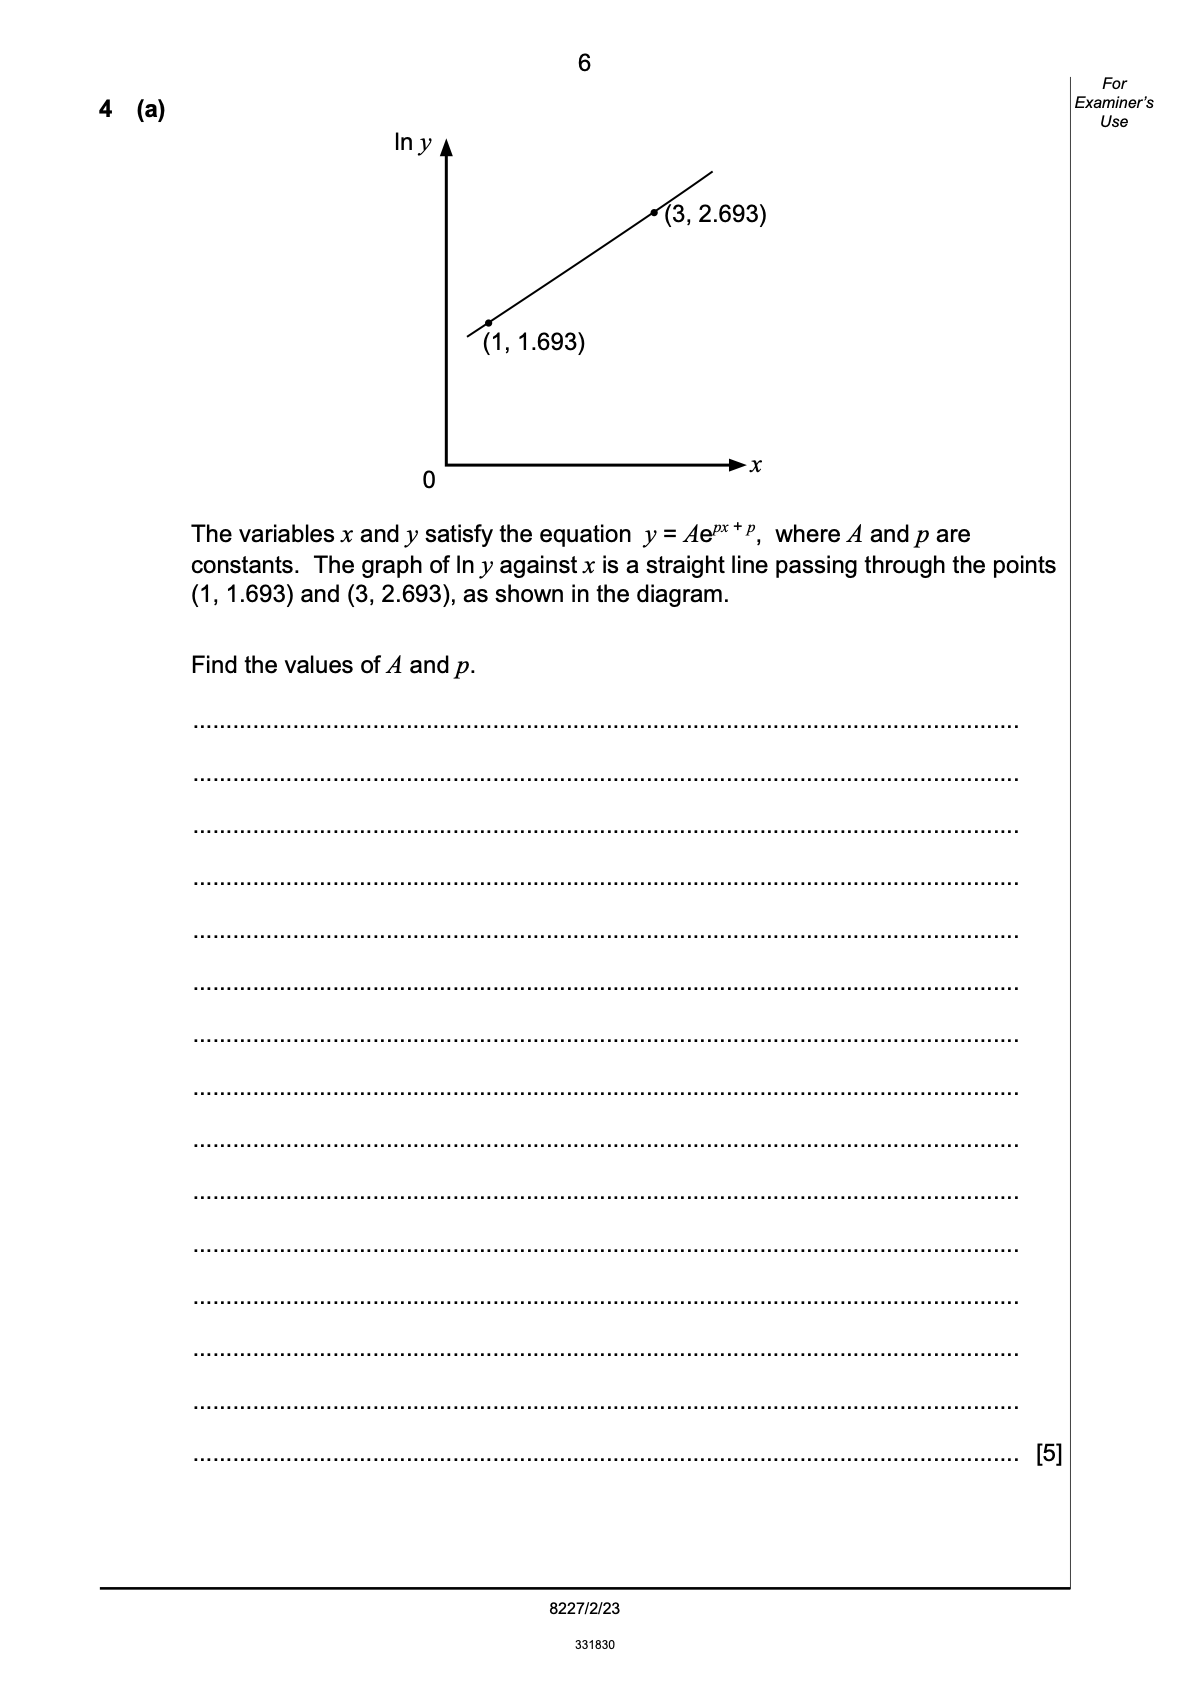 6
For
Examiner's
Use
4 (a)
ln y
(3, 2.693)
(1, 1.693)
0
x
The variables x and y satisfy the equation y = Ae^{px + p}, where A and p are
constants. The graph of ln y against x is a straight line passing through the points
(1, 1.693) and (3, 2.693), as shown in the diagram.
Find the values of A and p.
[5]
8227/2/23
331830